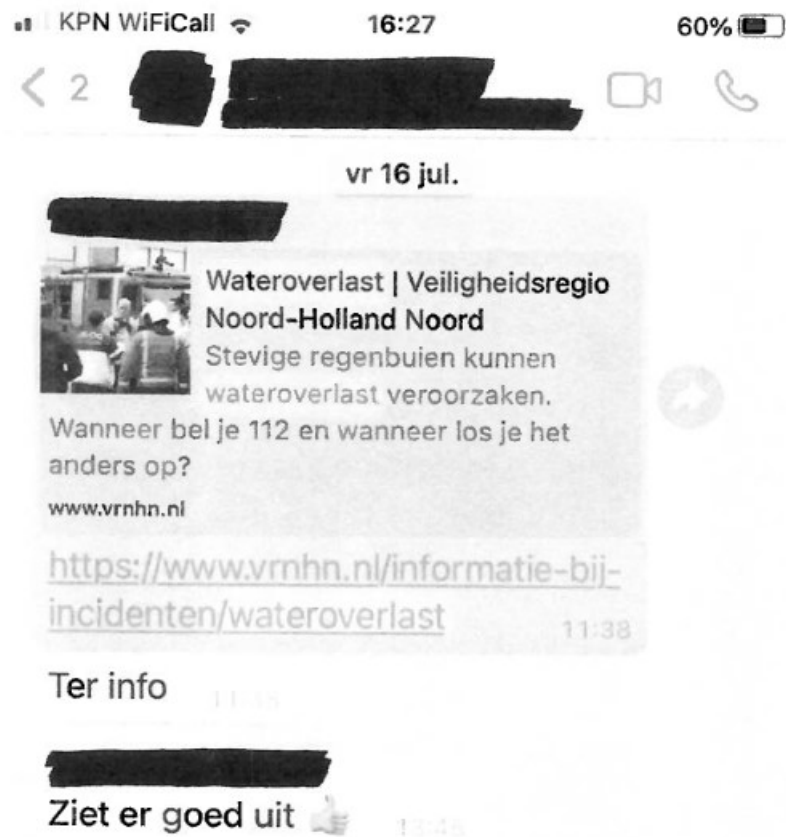 KPN WiFiCall 16:27 60%
2
vr 16 jul.
Wateroverlast | Veiligheidsregio
Noord-Holland Noord
Stevige regenbuien kunnen
wateroverlast veroorzaken.
Wanneer bel je 112 en wanneer los je het
anders op?
www.vrnhn.nl
https://www.vrnhn.nl/informatie-bij-
incidenten/wateroverlast
11:38
Ter info 11:38
Ziet er goed uit 👍